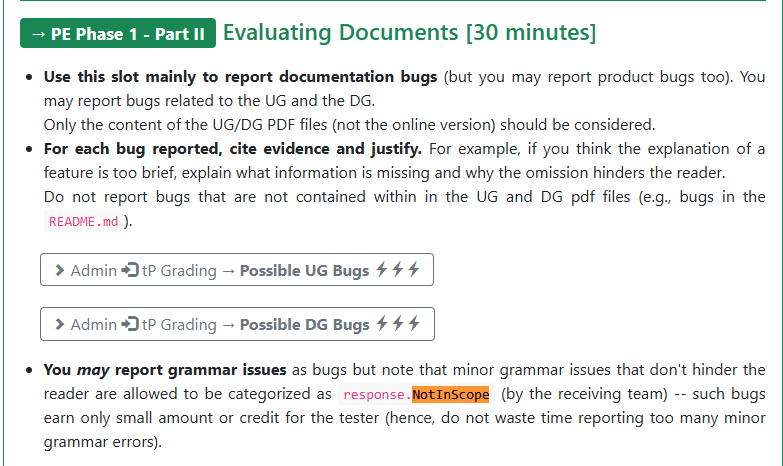 → PE Phase 1 - Part II Evaluating Documents [30 minutes]
• Use this slot mainly to report documentation bugs (but you may report product bugs too). You
may report bugs related to the UG and the DG.
Only the content of the UG/DG PDF files (not the online version) should be considered.
• For each bug reported, cite evidence and justify. For example, if you think the explanation of a
feature is too brief, explain what information is missing and why the omission hinders the reader.
Do not report bugs that are not contained within in the UG and DG pdf files (e.g., bugs in the
README.md ).
Admin tP Grading → Possible UG Bugs
Admin tP Grading → Possible DG Bugs
• You may report grammar issues as bugs but note that minor grammar issues that don't hinder the
reader are allowed to be categorized as response.NotInScope (by the receiving team) -- such bugs
earn only small amount or credit for the tester (hence, do not waste time reporting too many minor
grammar errors).